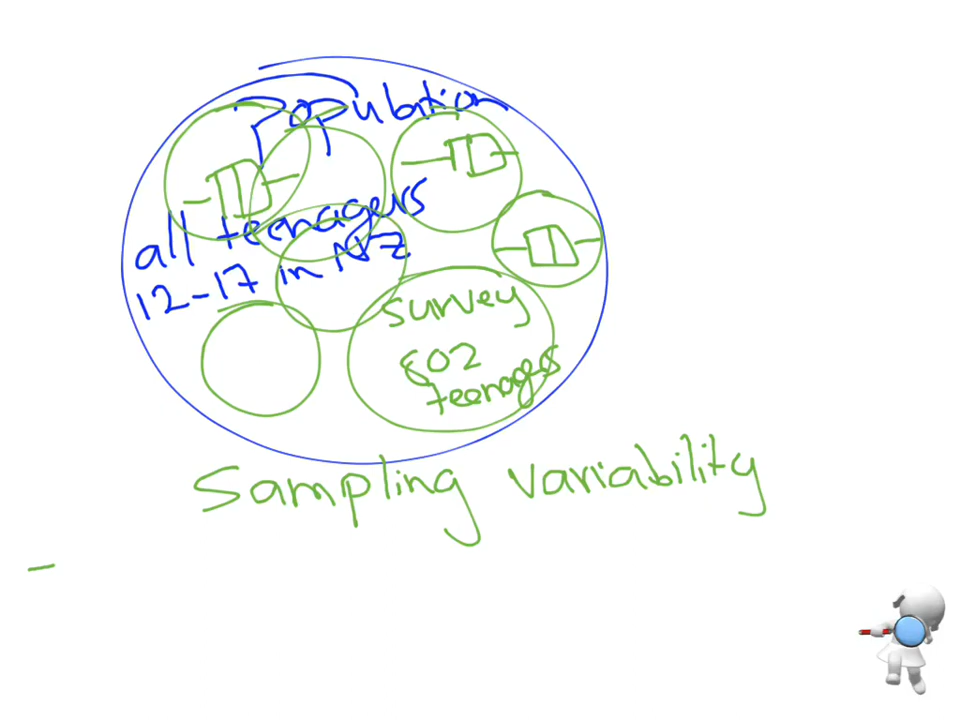 Population
all teenagers
12-17 in NZ
survey
802
teenagers
Sampling variability